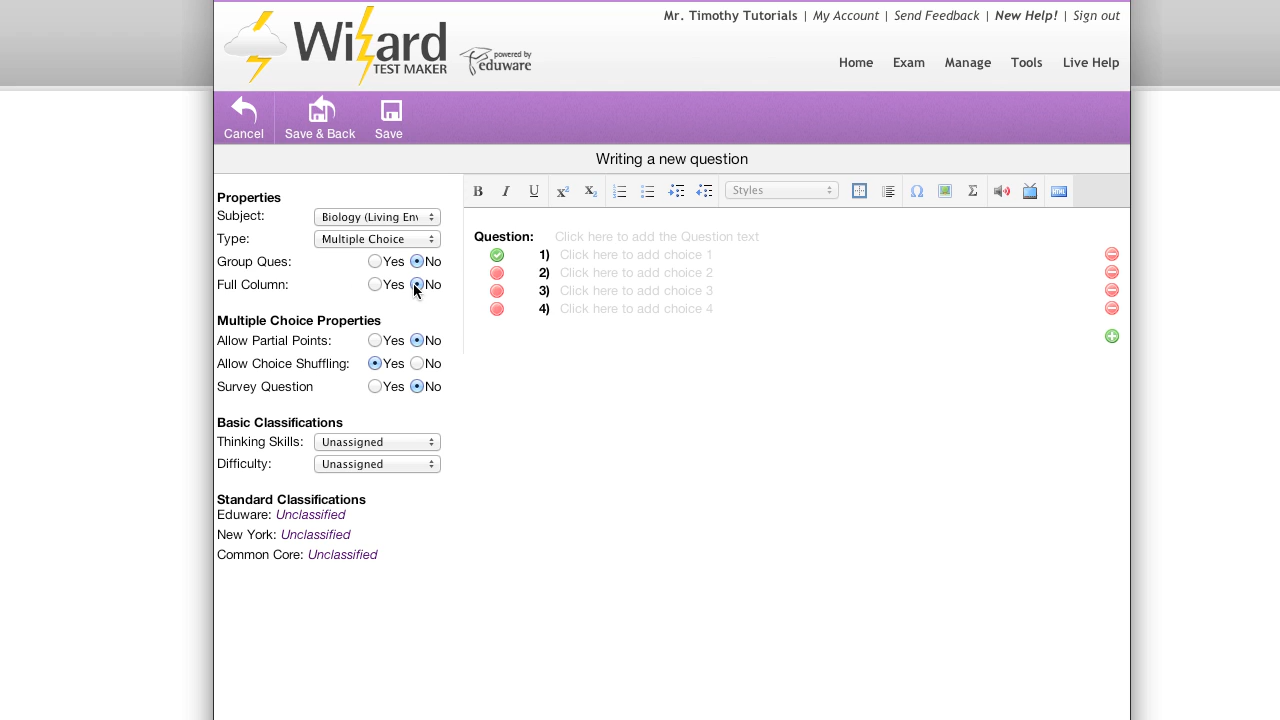 Mr. Timothy Tutorials | My Account | Send Feedback | New Help! | Sign out
Wizard
TEST MAKER
powered by
eduware
Home Exam Manage Tools Live Help
Cancel Save & Back Save
Writing a new question
B I U x² x₂ Styles Ω Σ HTML
Properties
Subject: Biology (Living Env
Type: Multiple Choice
Group Ques: Yes No
Full Column: Yes No
Multiple Choice Properties
Allow Partial Points: Yes No
Allow Choice Shuffling: Yes No
Survey Question Yes No
Basic Classifications
Thinking Skills: Unassigned
Difficulty: Unassigned
Standard Classifications
Eduware: Unclassified
New York: Unclassified
Common Core: Unclassified
Question: Click here to add the Question text
1) Click here to add choice 1
2) Click here to add choice 2
3) Click here to add choice 3
4) Click here to add choice 4